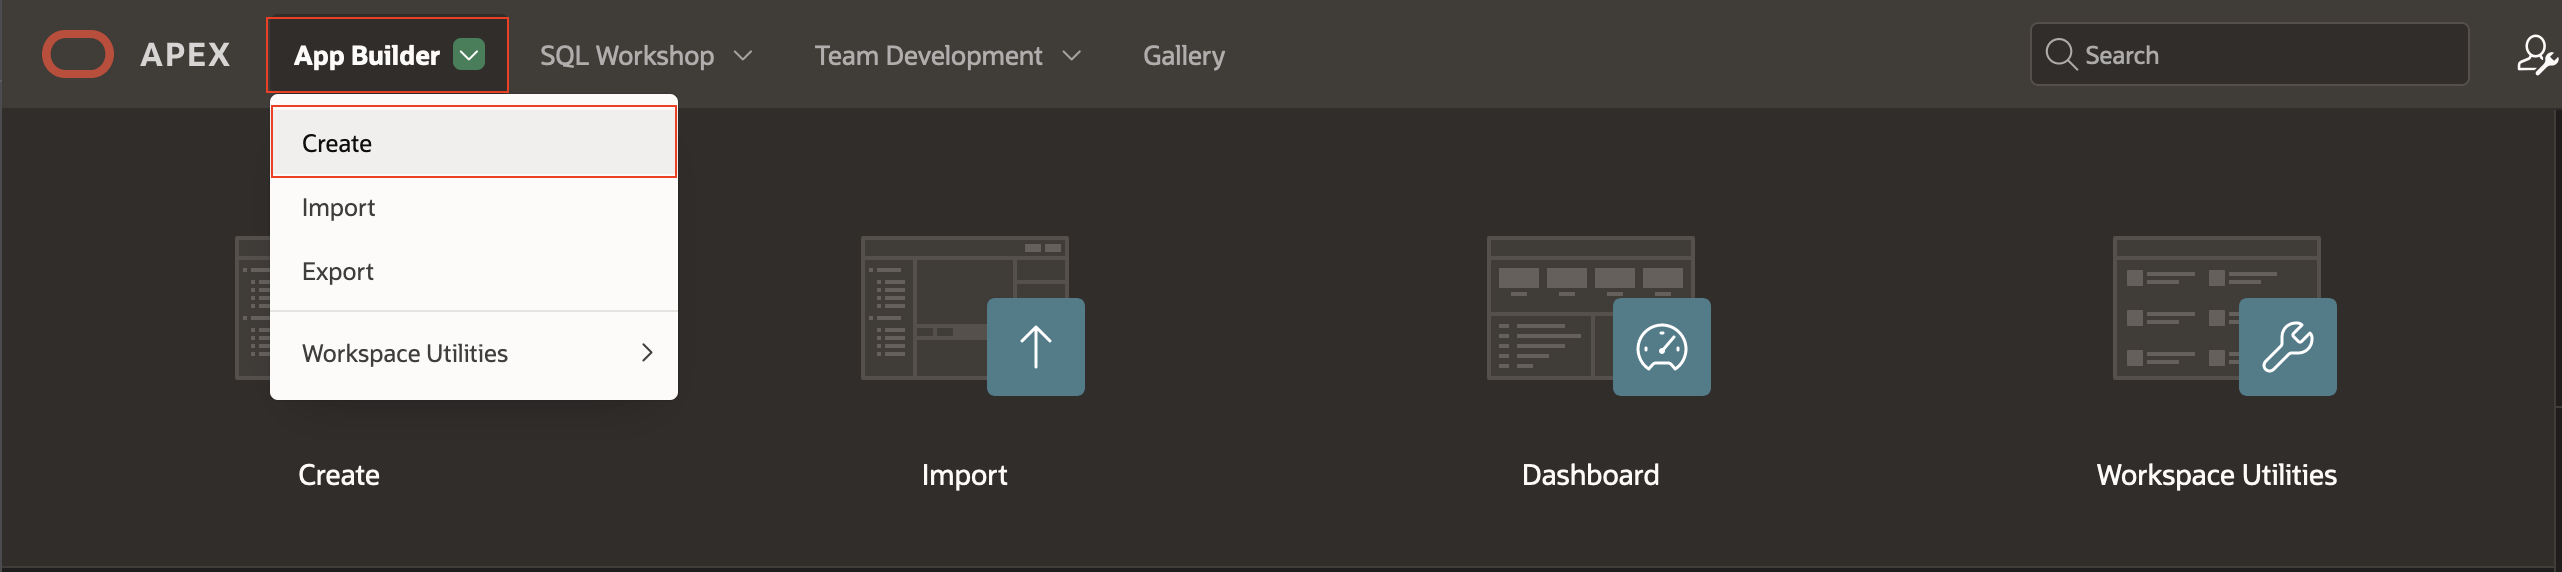 APEX App Builder SQL Workshop Team Development Gallery Search
Create
Import
Export
Workspace Utilities
Create Import Dashboard Workspace Utilities